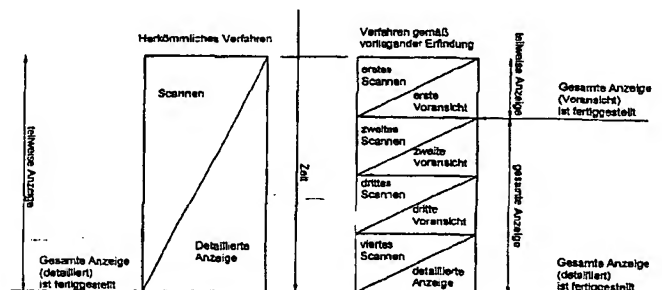 Herkömmliches Verfahren
Scannen
Detaillierte
Anzeige
teilweise Anzeige
Gesamte Anzeige
(detailliert)
ist fertiggestellt
Zeit
Verfahren gemäß
vorliegender Erfindung
erstes
Scannen
erste
Voransicht
zweites
Scannen
zweite
Voransicht
drittes
Scannen
dritte
Voransicht
viertes
Scannen
detaillierte
Anzeige
teilweise Anzeige
gesamte Anzeige
Gesamte Anzeige
(Voransicht)
ist fertiggestellt
Gesamte Anzeige
(detailliert)
ist fertiggestellt